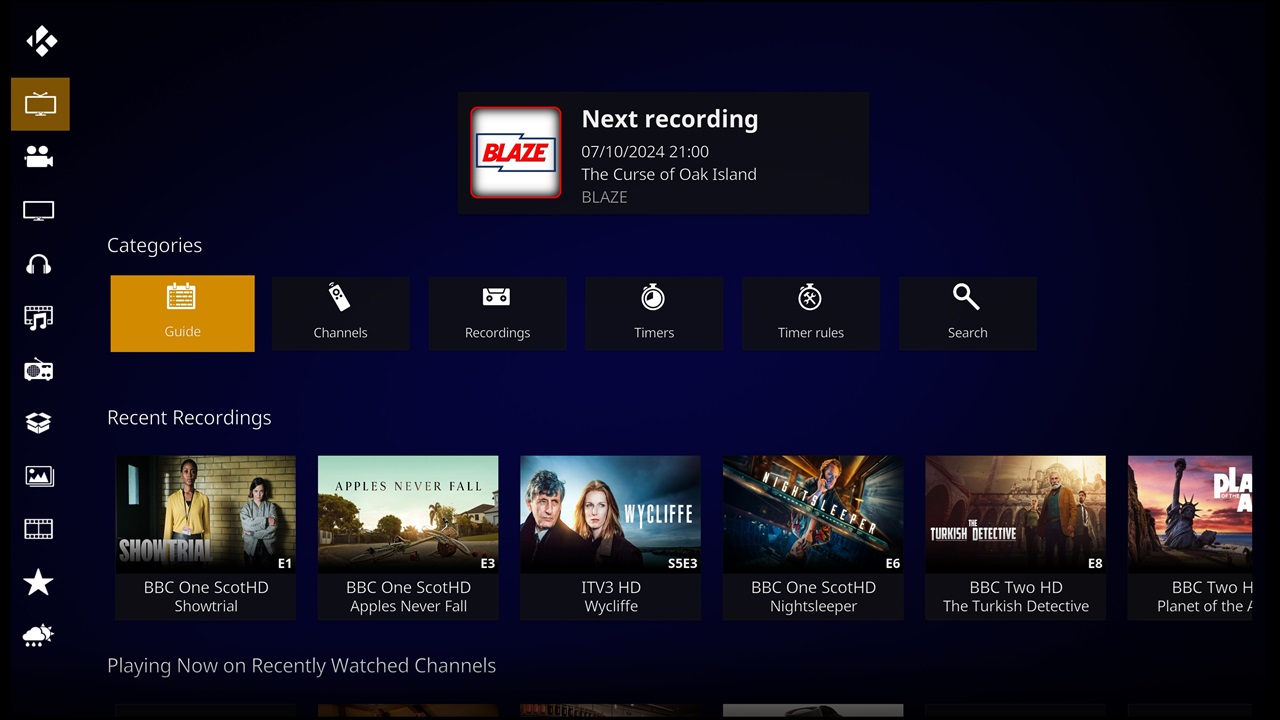 Next recording
07/10/2024 21:00
The Curse of Oak Island
BLAZE
BLAZE
Categories
Guide
Channels
Recordings
Timers
Timer rules
Search
Recent Recordings
SHOWTRIAL
E1
BBC One ScotHD
Showtrial
APPLES NEVER FALL
E3
BBC One ScotHD
Apples Never Fall
WYCLIFFE
S5E3
ITV3 HD
Wycliffe
NIGHTSLEEPER
E6
BBC One ScotHD
Nightsleeper
THE
TURKISH DETECTIVE
E8
BBC Two HD
The Turkish Detective
PLA
OF THE
A
BBC Two H
Planet of the A
Playing Now on Recently Watched Channels